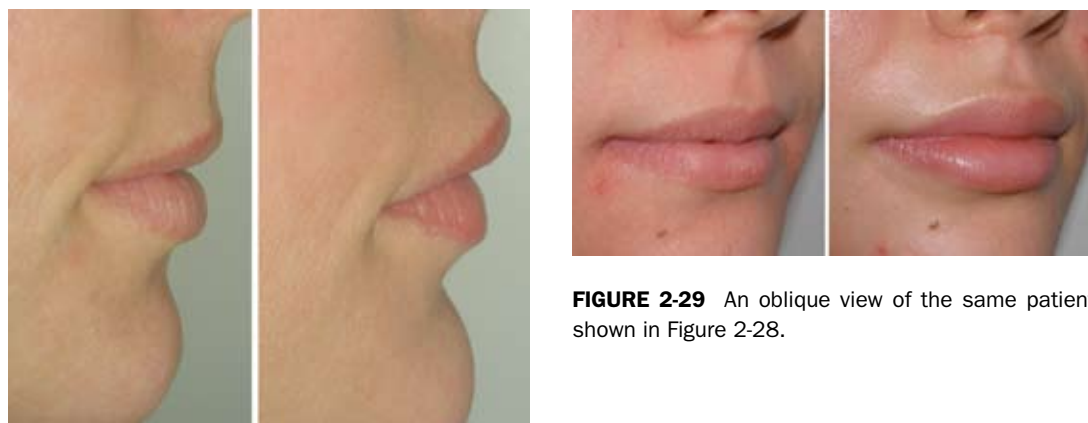 FIGURE 2-29 An oblique view of the same patien
shown in Figure 2-28.